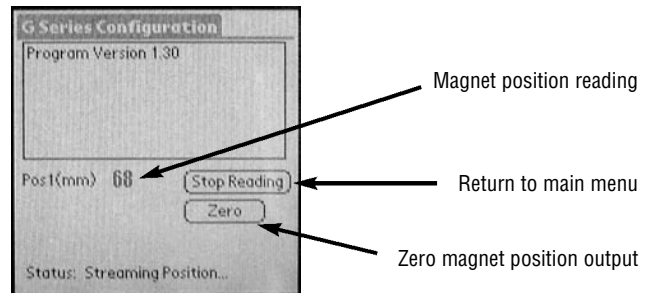 G Series Configuration
Program Version 1.30
Magnet position reading
Pos1(mm) 68
Stop Reading
Return to main menu
Zero
Zero magnet position output
Status: Streaming Position...